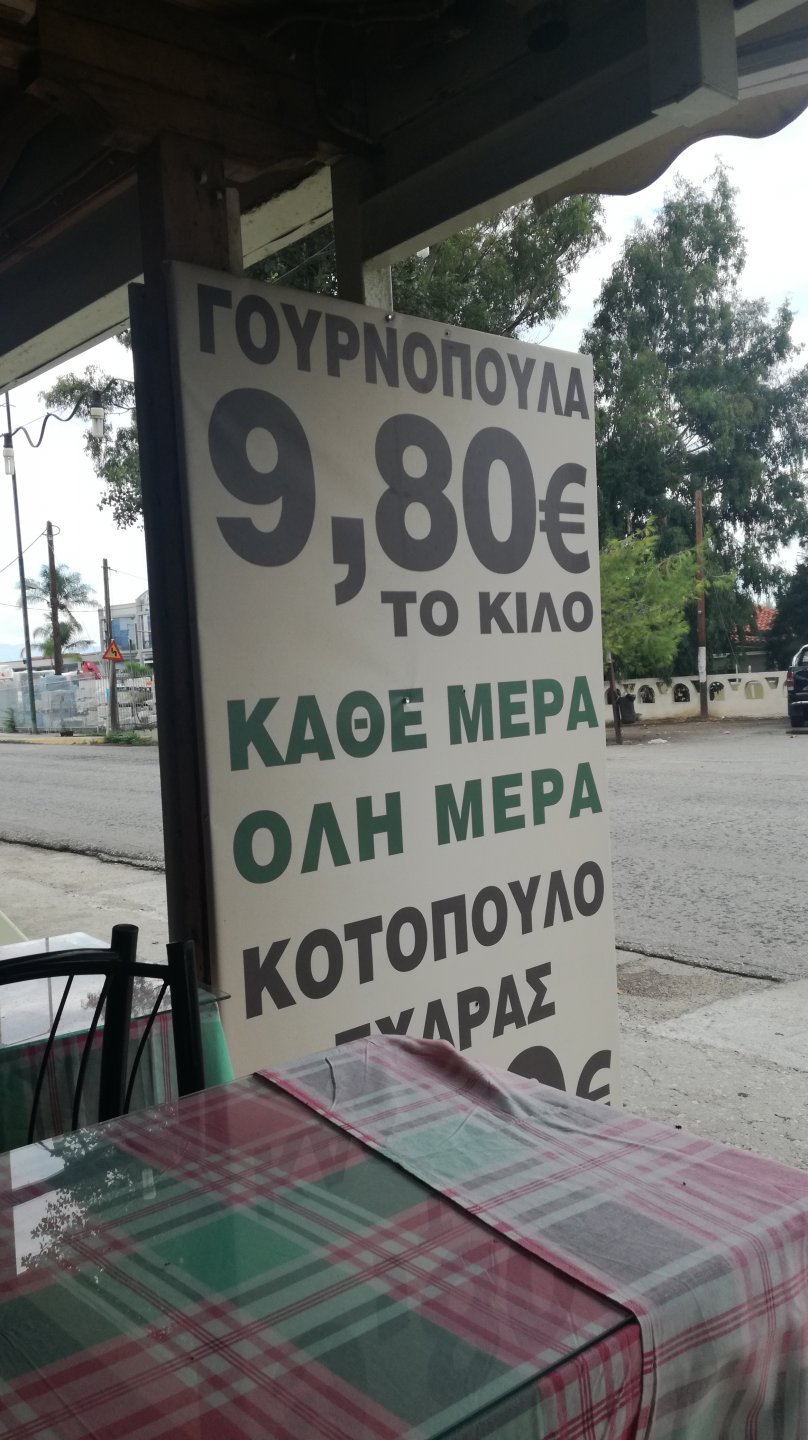 ΓΟΥΡΝΟΠΟΥΛΑ
9,80€
ΤΟ ΚΙΛΟ
ΚΑΘΕ ΜΕΡΑ
ΟΛΗ ΜΕΡΑ
ΚΟΤΟΠΟΥΛΟ
ΣΧΑΡΑΣ
€